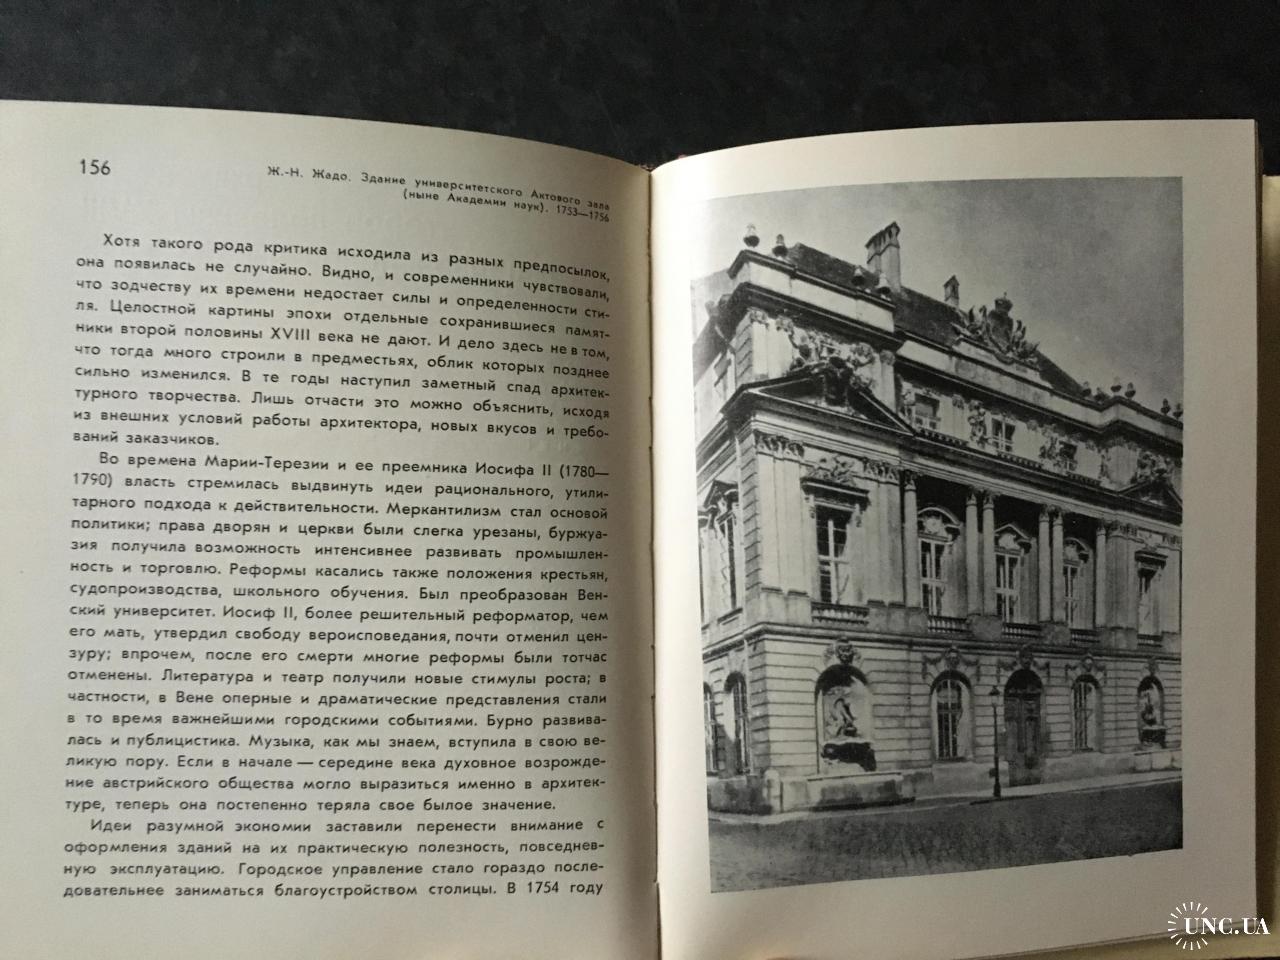 156
Ж.-Н. Жадо. Здание университетского Актового зала
(ныне Академии наук). 1753—1756
Хотя такого рода критика исходила из разных предпосылок,
она появилась не случайно. Видно, и современники чувствовали,
что зодчеству их времени недостает силы и определенности сти-
ля. Целостной картины эпохи отдельные сохранившиеся памят-
ники второй половины XVIII века не дают. И дело здесь не в том,
что тогда много строили в предместьях, облик которых позднее
сильно изменился. В те годы наступил заметный спад архитек-
турного творчества. Лишь отчасти это можно объяснить, исходя
из внешних условий работы архитектора, новых вкусов и требо-
ваний заказчиков.
Во времена Марии-Терезии и ее преемника Иосифа II (1780—
1790) власть стремилась выдвинуть идеи рационального, утили-
тарного подхода к действительности. Меркантилизм стал основой
политики; права дворян и церкви были слегка урезаны, буржуа-
зия получила возможность интенсивнее развивать промышлен-
ность и торговлю. Реформы касались также положения крестьян,
судопроизводства, школьного обучения. Был преобразован Вен-
ский университет. Иосиф II, более решительный реформатор, чем
его мать, утвердил свободу вероисповедания, почти отменил цен-
зуру; впрочем, после его смерти многие реформы были тотчас
отменены. Литература и театр получили новые стимулы роста; в
частности, в Вене оперные и драматические представления стали
в то время важнейшими городскими событиями. Бурно развива-
лась и публицистика. Музыка, как мы знаем, вступила в свою ве-
ликую пору. Если в начале — середине века духовное возрожде-
ние австрийского общества могло выразиться именно в архитек-
туре, теперь она постепенно теряла свое былое значение.
Идеи разумной экономии заставили перенести внимание с
оформления зданий на их практическую полезность, повседнев-
ную эксплуатацию. Городское управление стало гораздо после-
довательнее заниматься благоустройством столицы. В 1754 году
UNC.UA